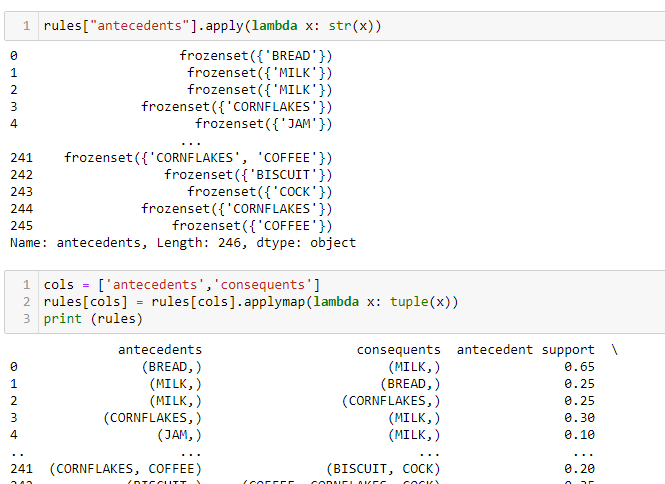 1 rules["antecedents"].apply(lambda x: str(x))
0 frozenset({'BREAD'})
1 frozenset({'MILK'})
2 frozenset({'MILK'})
3 frozenset({'CORNFLAKES'})
4 frozenset({'JAM'})
...
241 frozenset({'CORNFLAKES', 'COFFEE'})
242 frozenset({'BISCUIT'})
243 frozenset({'COCK'})
244 frozenset({'CORNFLAKES'})
245 frozenset({'COFFEE'})
Name: antecedents, Length: 246, dtype: object
1 cols = ['antecedents','consequents']
2 rules[cols] = rules[cols].applymap(lambda x: tuple(x))
3 print (rules)
antecedents consequents antecedent support \
0 (BREAD,) (MILK,) 0.65
1 (MILK,) (BREAD,) 0.25
2 (MILK,) (CORNFLAKES,) 0.25
3 (CORNFLAKES,) (MILK,) 0.30
4 (JAM,) (MILK,) 0.10
.. ... ... ...
241 (CORNFLAKES, COFFEE) (BISCUIT, COCK) 0.20